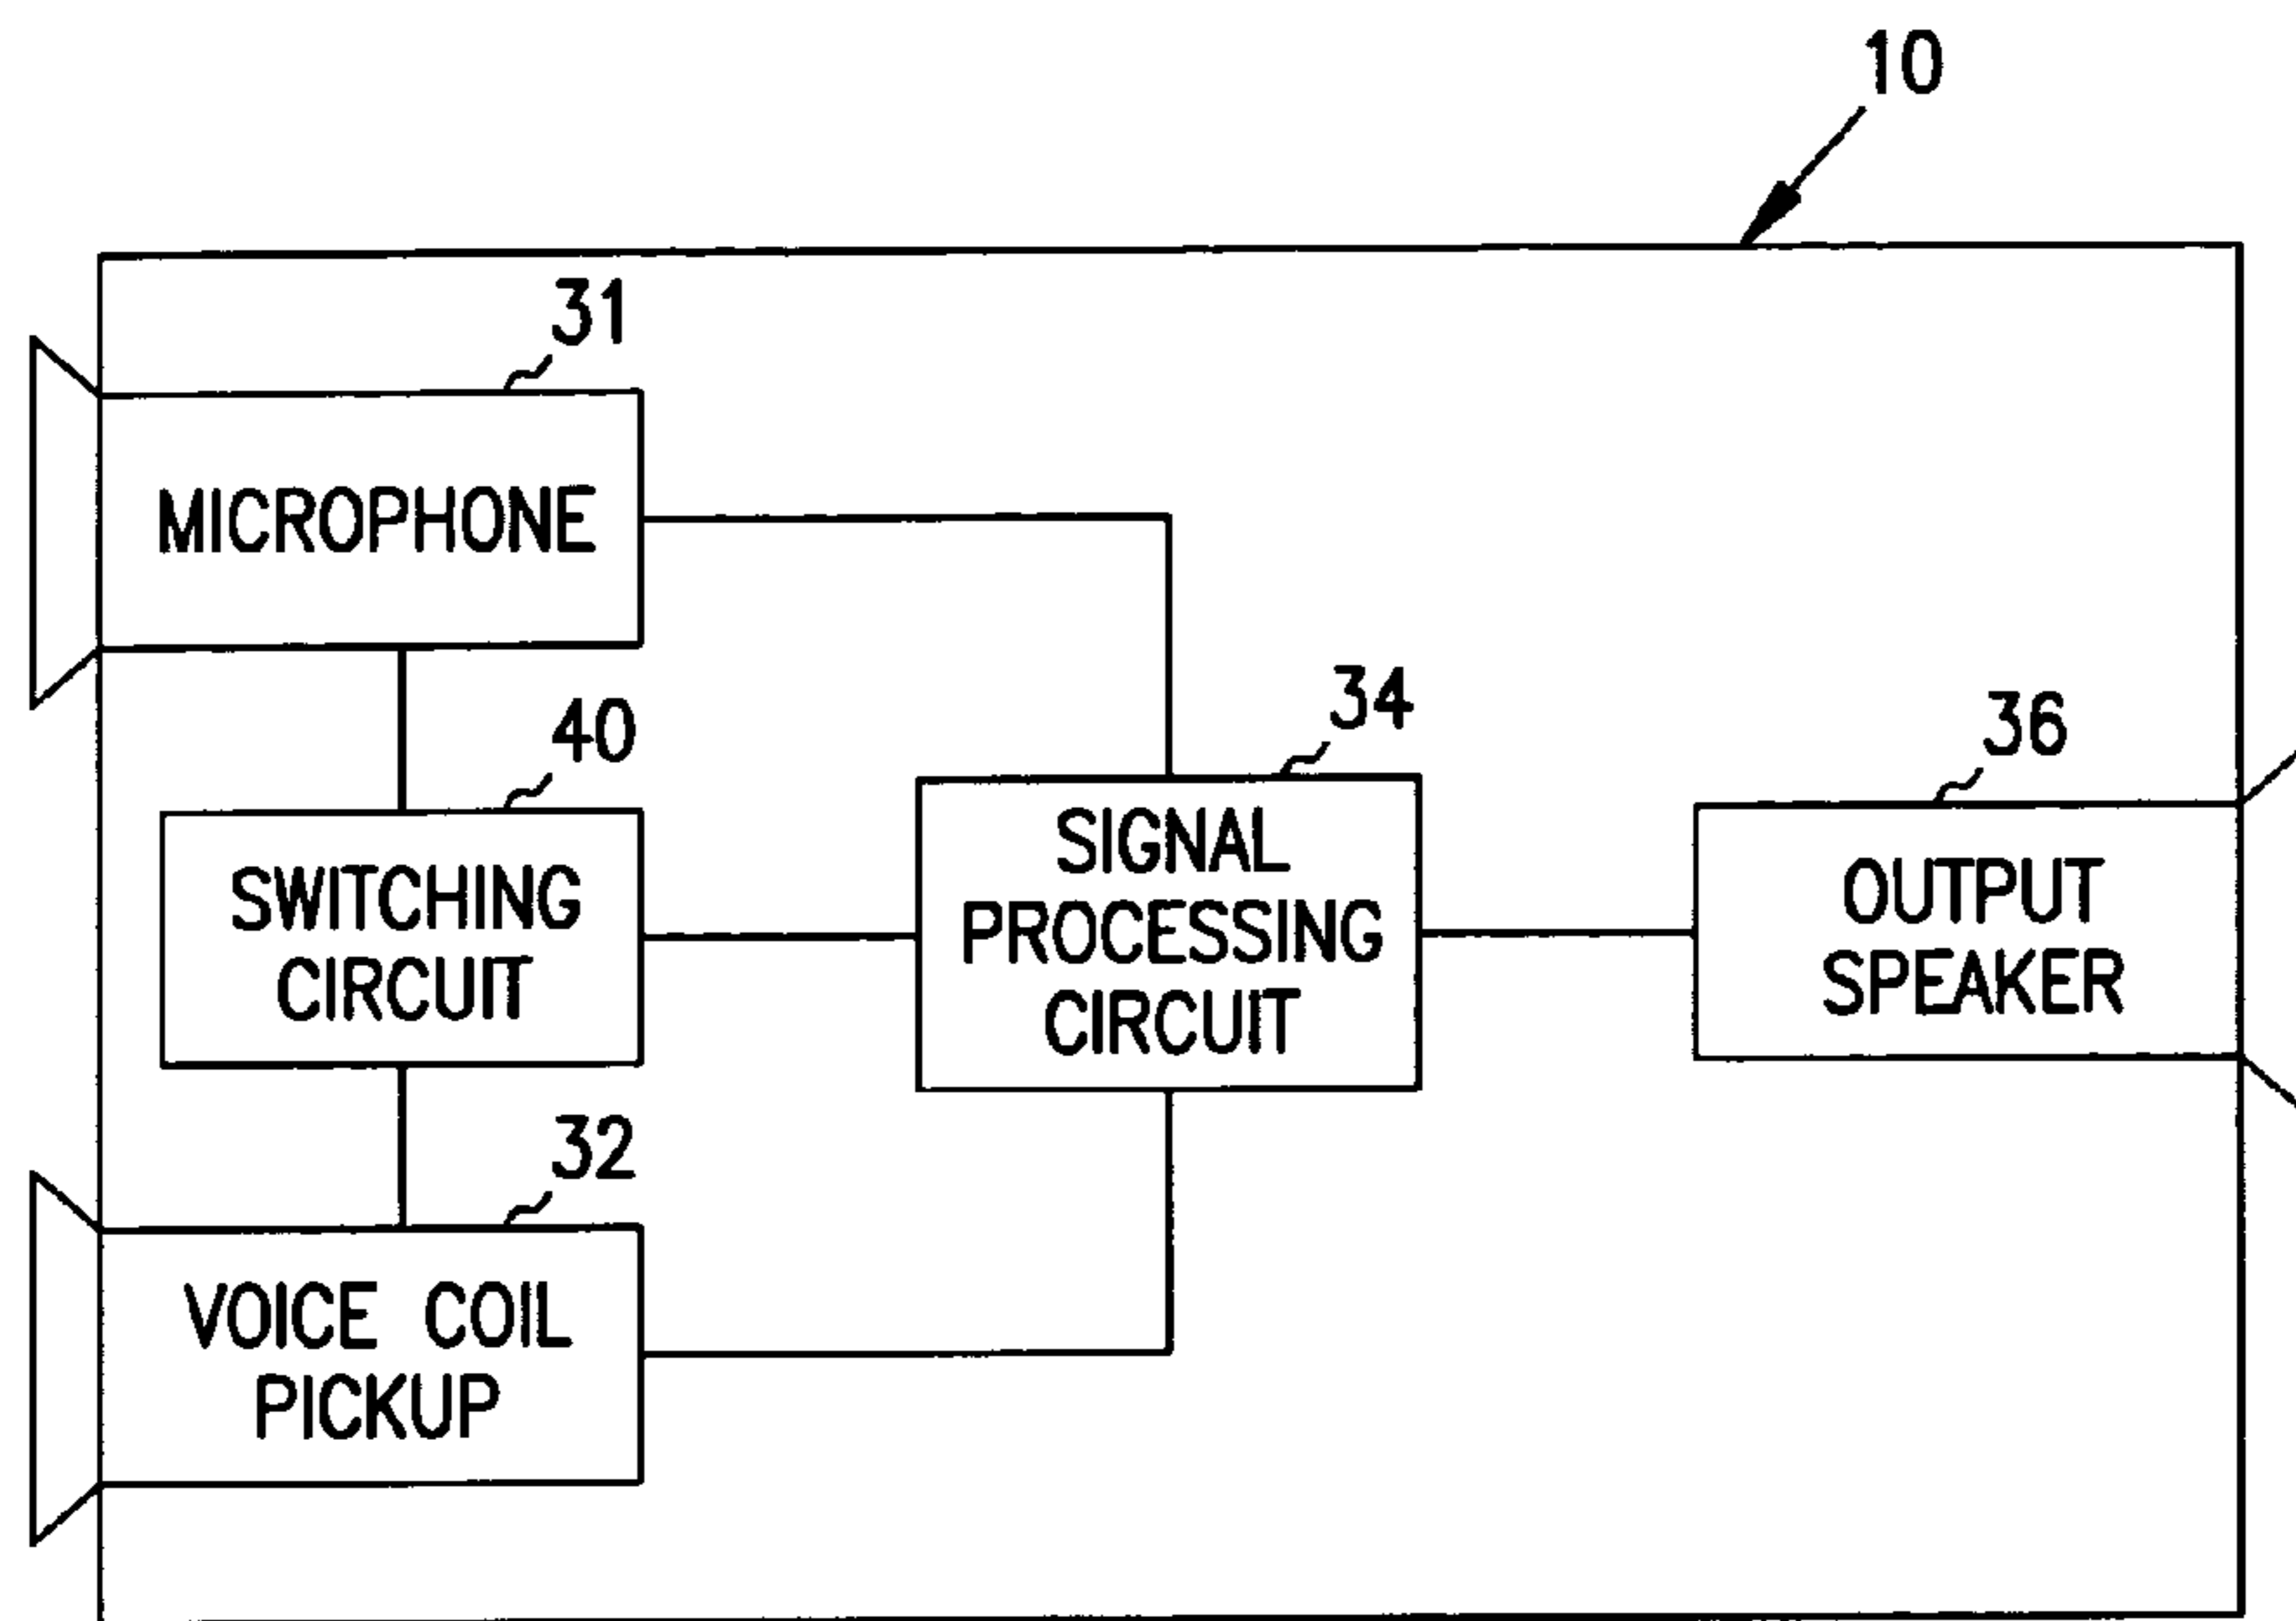 10
31
MICROPHONE
40
SWITCHING
CIRCUIT
34
SIGNAL
PROCESSING
CIRCUIT
36
OUTPUT
SPEAKER
32
VOICE COIL
PICKUP